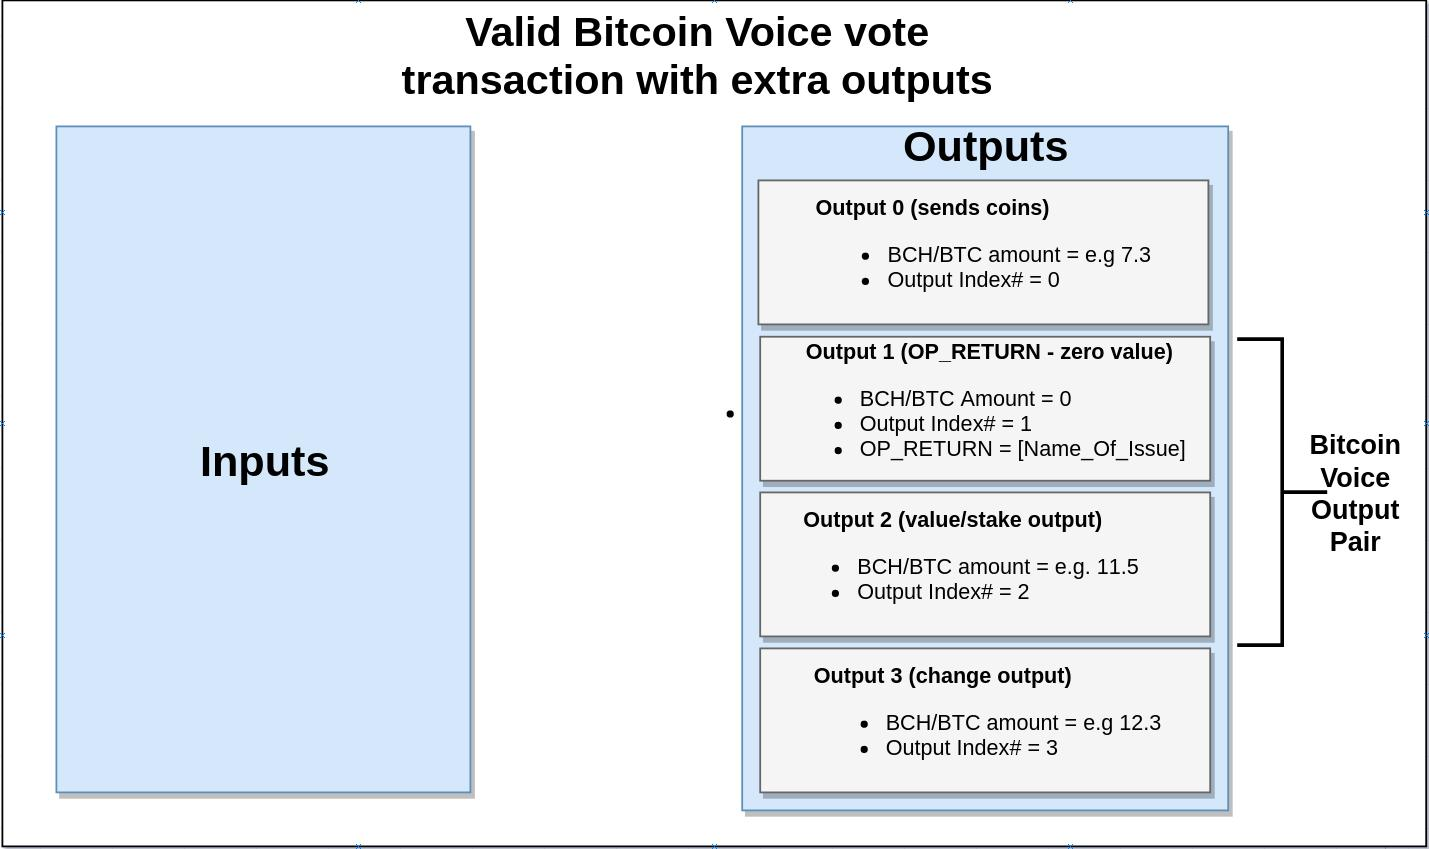 Valid Bitcoin Voice vote
transaction with extra outputs
Inputs
Outputs
Output 0 (sends coins)
• BCH/BTC amount = e.g 7.3
• Output Index# = 0
Output 1 (OP_RETURN - zero value)
• BCH/BTC Amount = 0
• Output Index# = 1
• OP_RETURN = [Name_Of_Issue]
Output 2 (value/stake output)
• BCH/BTC amount = e.g. 11.5
• Output Index# = 2
Output 3 (change output)
• BCH/BTC amount = e.g 12.3
• Output Index# = 3
Bitcoin
Voice
Output
Pair